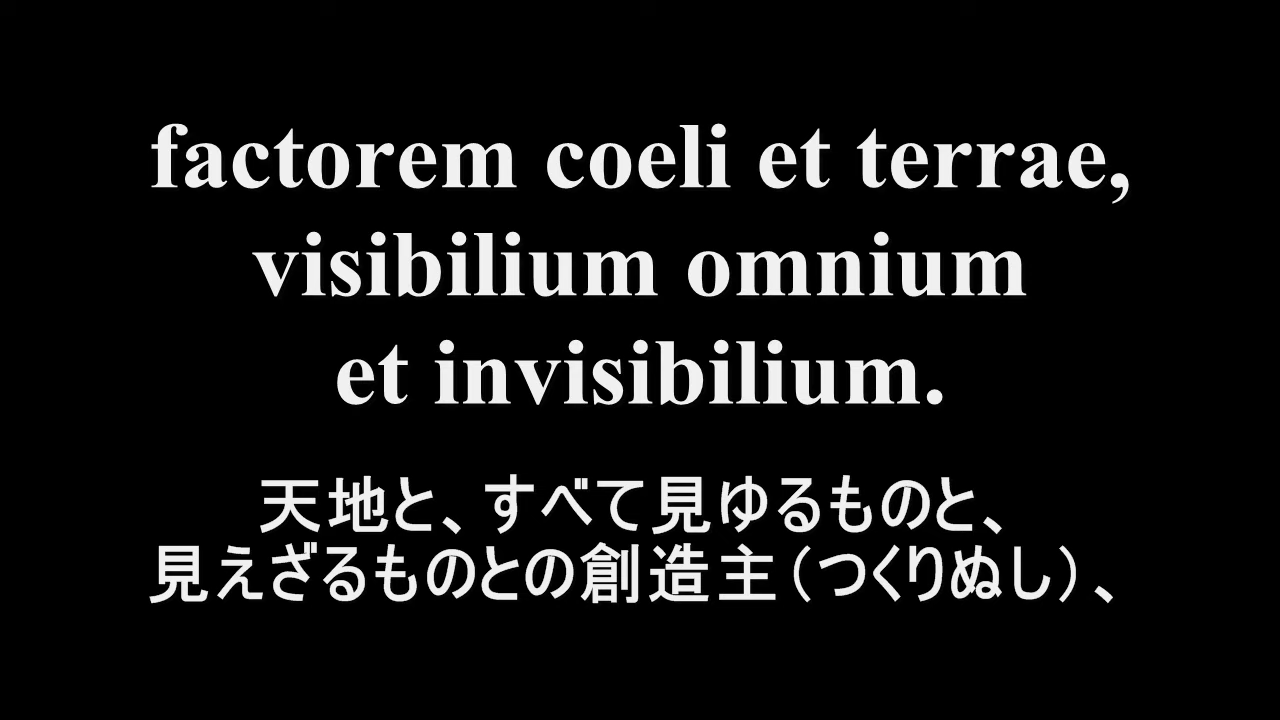 factorem coeli et terrae,
visibilium omnium
et invisibilium.
天地と、すべて見ゆるものと、
見えざるものとの創造主（つくりぬし）、